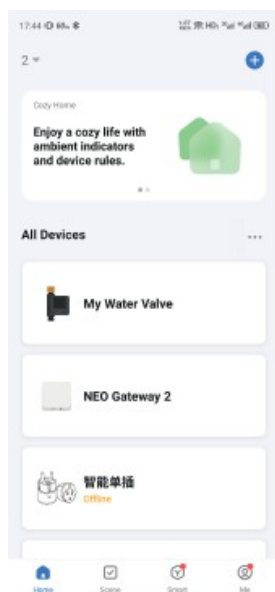 17:44
2
Cozy Home
Enjoy a cozy life with
ambient indicators
and device rules.
All Devices
...
My Water Valve
NEO Gateway 2
智能单插
Offline
Home Scene Smart Me